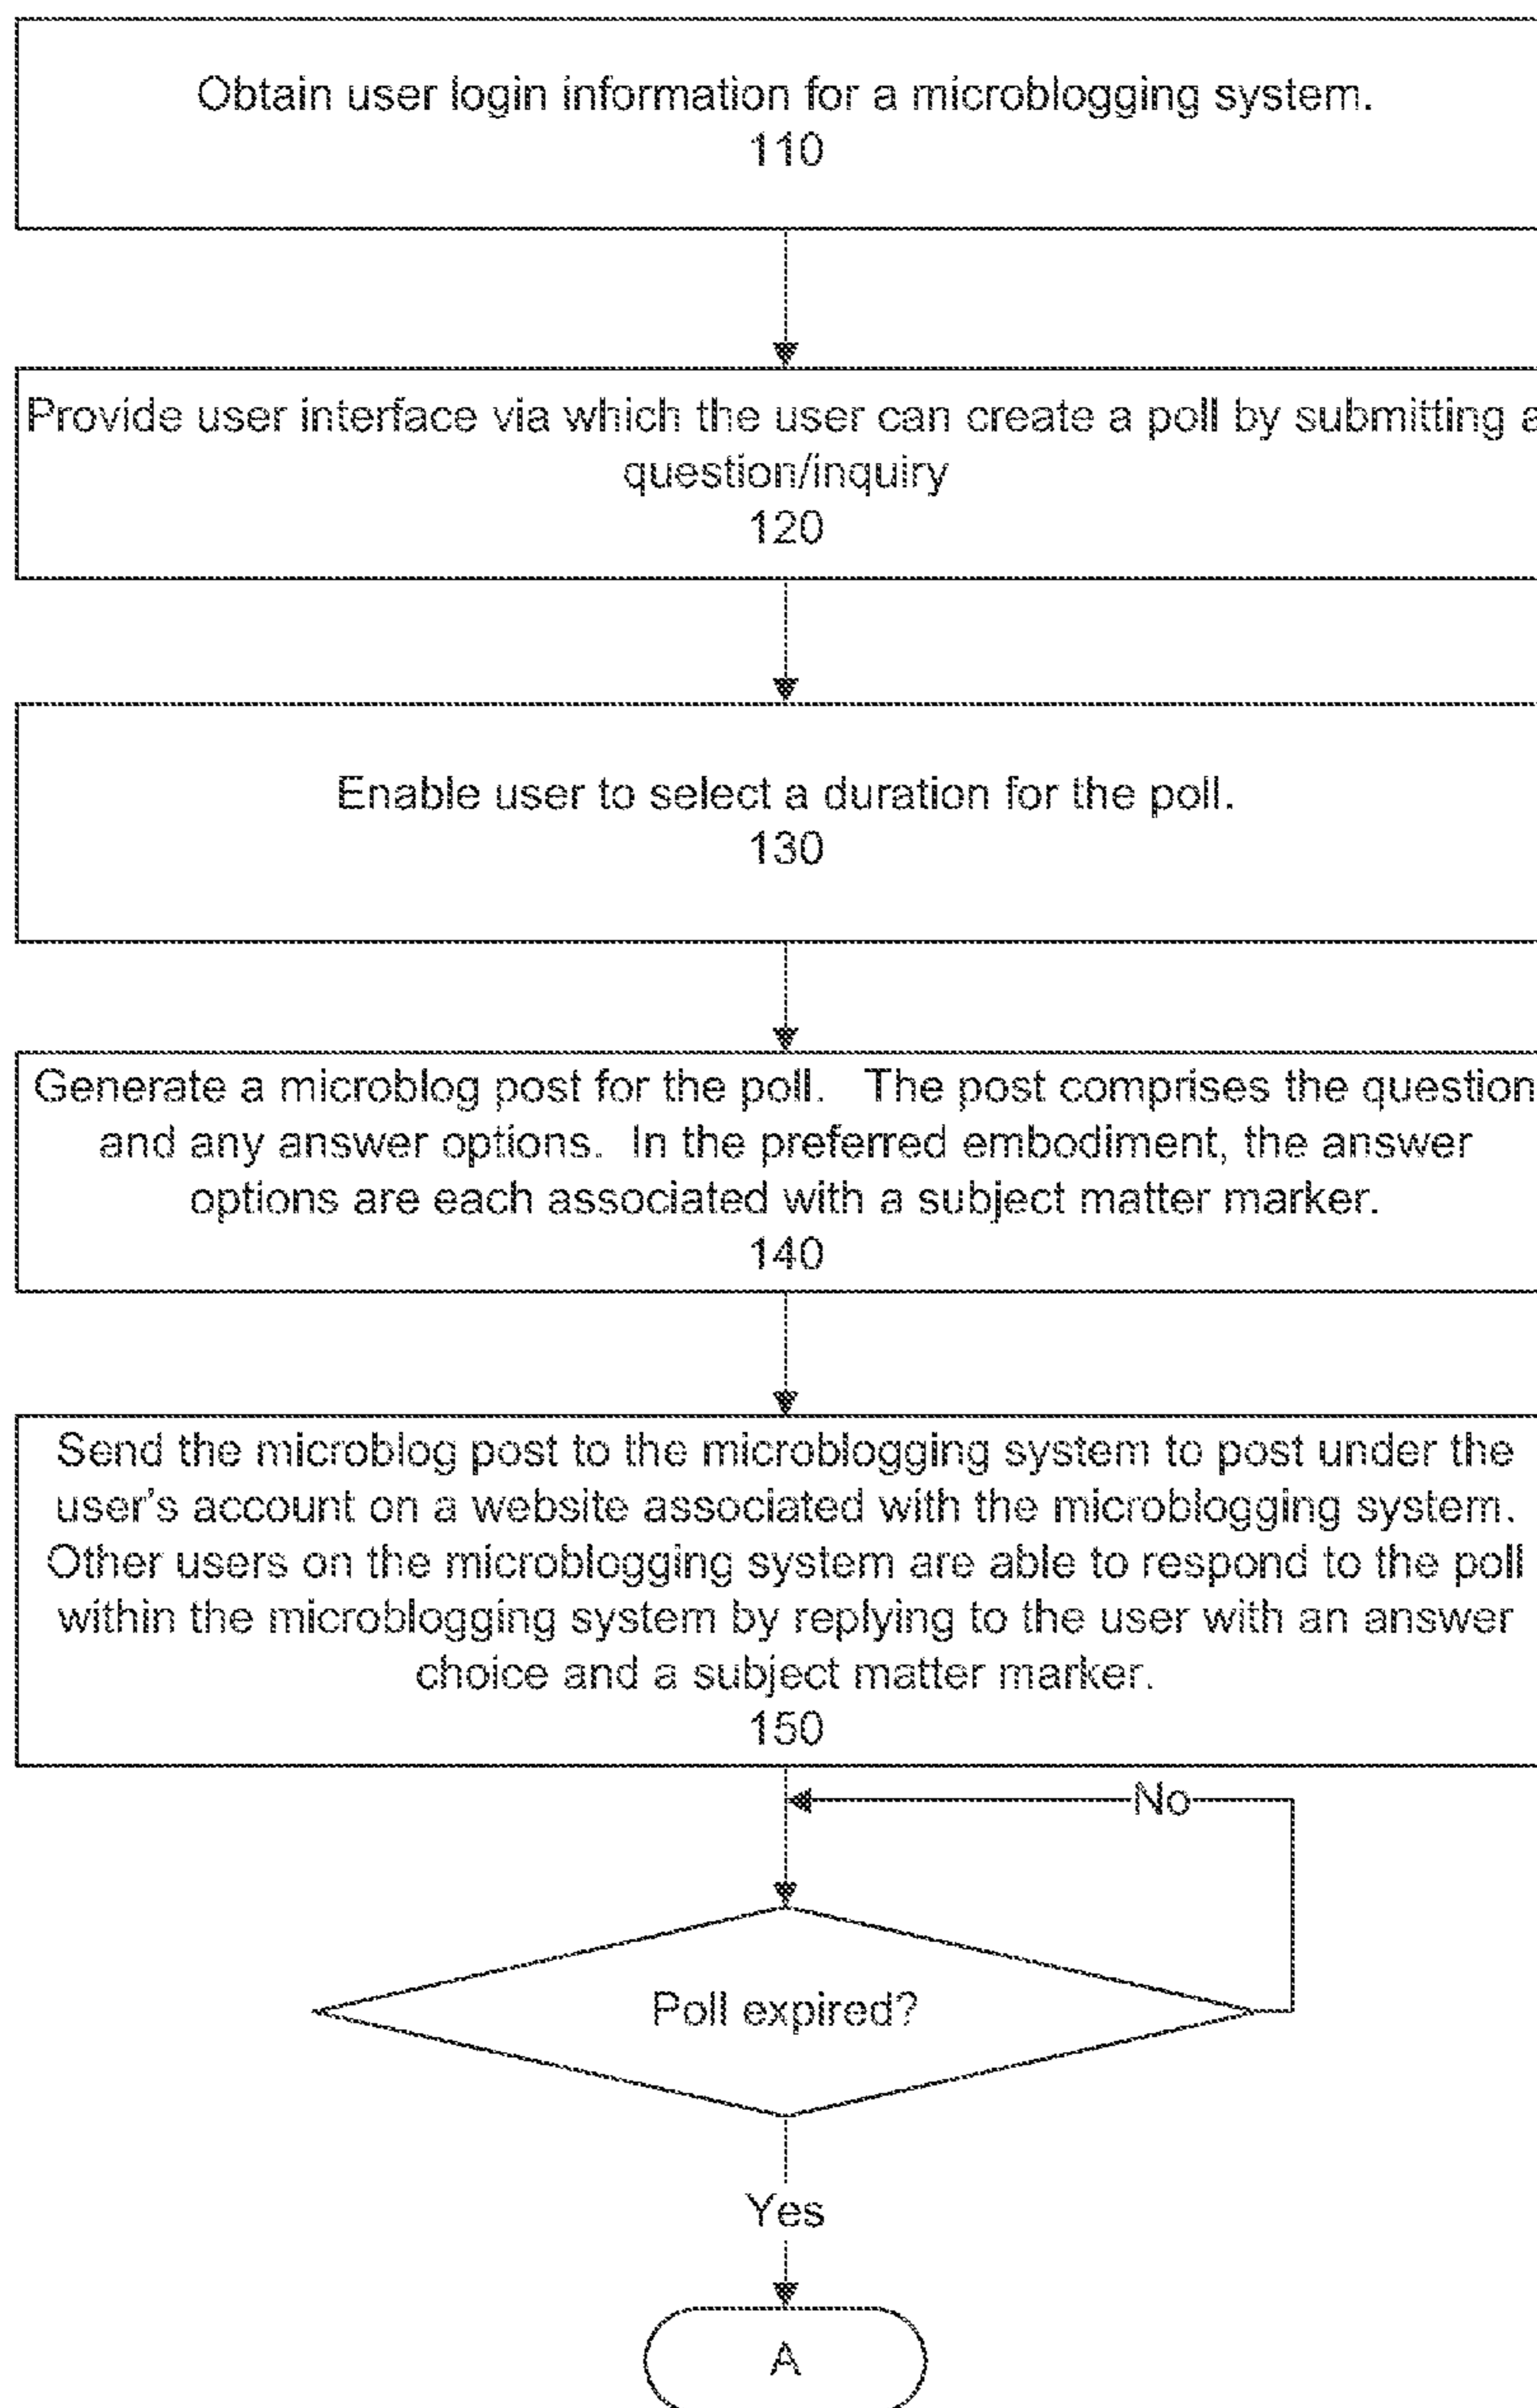 Obtain user login information for a microblogging system.
110
Provide user interface via which the user can create a poll by submitting a
question/inquiry
120
Enable user to select a duration for the poll.
130
Generate a microblog post for the poll.   The post comprises the question
and any answer options.  In the preferred embodiment, the answer
options are each associated with a subject matter marker.
140
Send the microblog post to the microblogging system to post under the
user's account on a website associated with the microblogging system.
Other users on the microblogging system are able to respond to the poll
within the microblogging system by replying to the user with an answer
choice and a subject matter marker.
150
No
Poll expired?
Yes
A